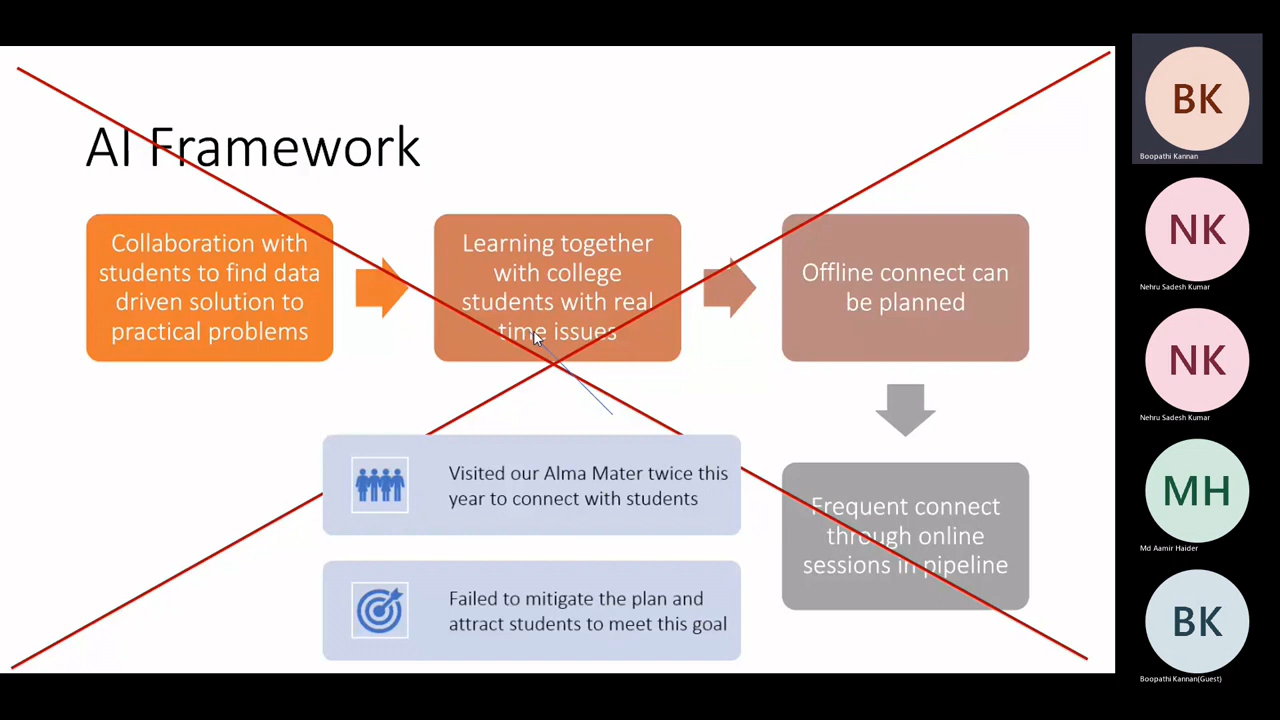 AI Framework
Collaboration with
students to find data
driven solution to
practical problems
Learning together
with college
students with real
time issues
Offline connect can
be planned
Frequent connect
through online
sessions in pipeline
Visited our Alma Mater twice this
year to connect with students
Failed to mitigate the plan and
attract students to meet this goal
BK
Boopathi Kannan
NK
Nehru Sadesh Kumar
NK
Nehru Sadesh Kumar
MH
Md Aamir Haider
BK
Boopathi Kannan(Guest)